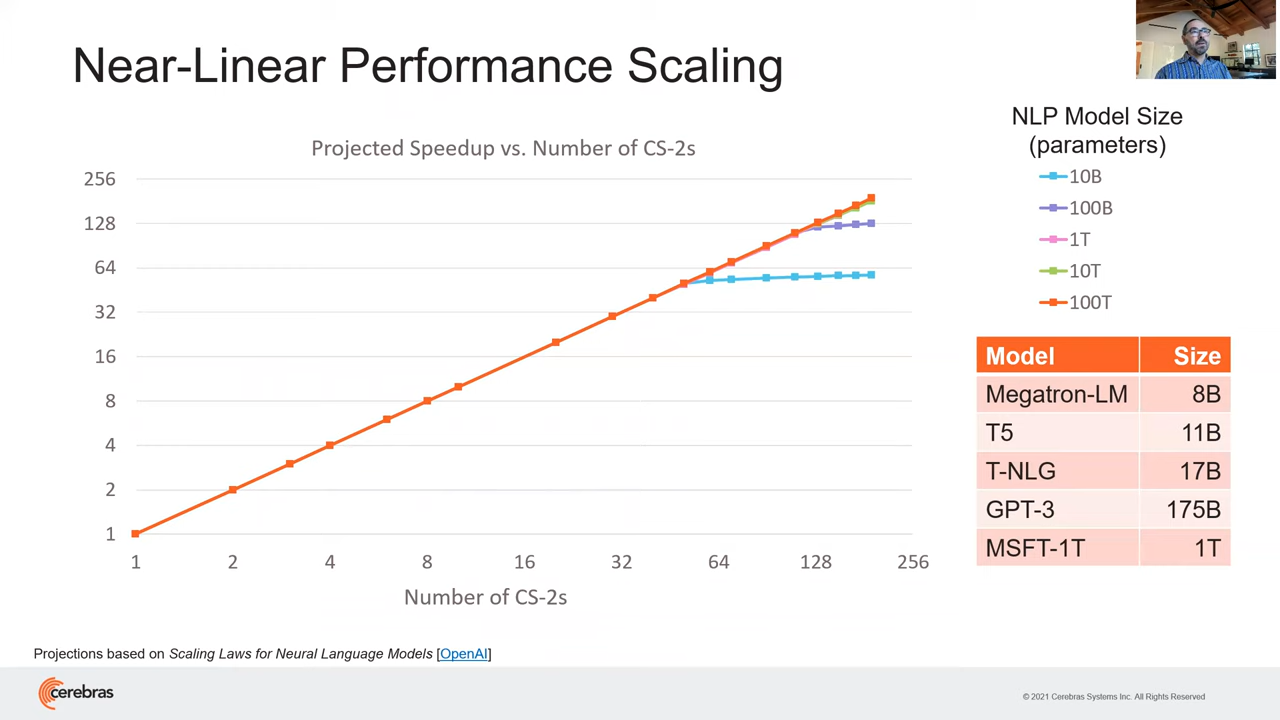 Near-Linear Performance Scaling
Projected Speedup vs. Number of CS-2s
256
128
64
32
16
8
4
2
1
1 2 4 8 16 32 64 128 256
Number of CS-2s
NLP Model Size
(parameters)
10B
100B
1T
10T
100T
Model Size
Megatron-LM 8B
T5 11B
T-NLG 17B
GPT-3 175B
MSFT-1T 1T
Projections based on Scaling Laws for Neural Language Models [OpenAI]
cerebras
© 2021 Cerebras Systems Inc. All Rights Reserved